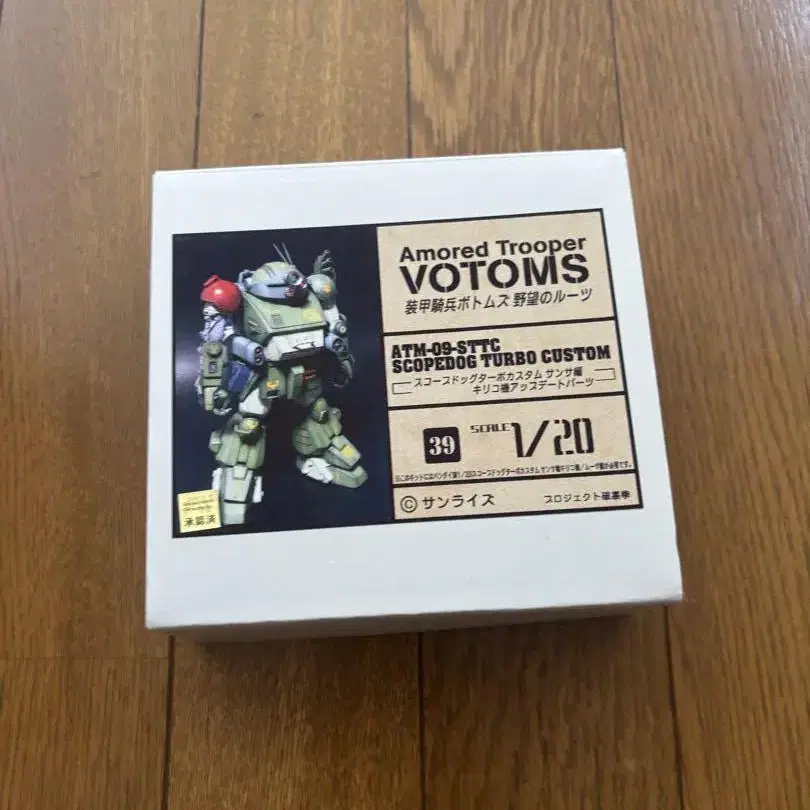 Amored Trooper
VOTOMS
装甲騎兵ボトムズ 野望のルーツ
ATM-09-STTC
SCOPEDOG TURBO CUSTOM
スコープドッグターボカスタム サンサ編
キリコ機アップデートパーツ
39
SCALE 1/20
©サンライズ
プロジェクト破裏拳
承認済